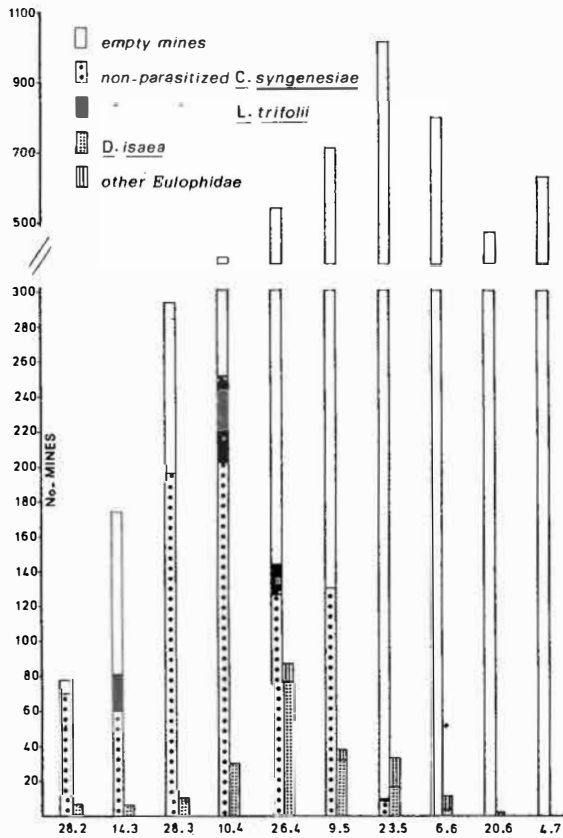 1100
900
700
500
300
280
260
240
220
200
180
160
140
120
100
80
60
40
20
No- MINES
empty mines
non-parasitized C. syngenesiae
" " L. trifolii
D. isaea
other Eulophidae
28.2 14.3 28.3 10.4 26.4 9.5 23.5 6.6 20.6 4.7